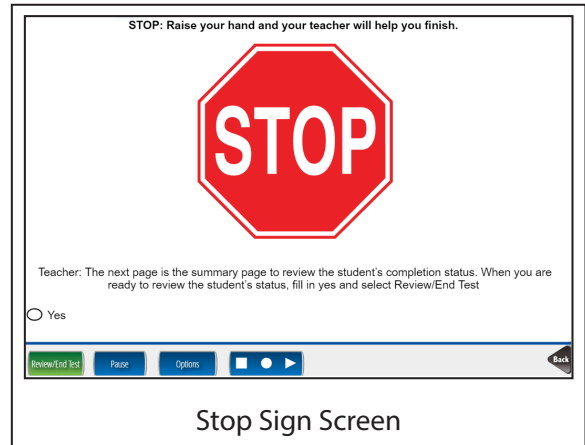 STOP: Raise your hand and your teacher will help you finish.
STOP
Teacher: The next page is the summary page to review the student's completion status. When you are
ready to review the student's status, fill in yes and select Review/End Test
Yes
Review/End Test Pause Options Back
Stop Sign Screen